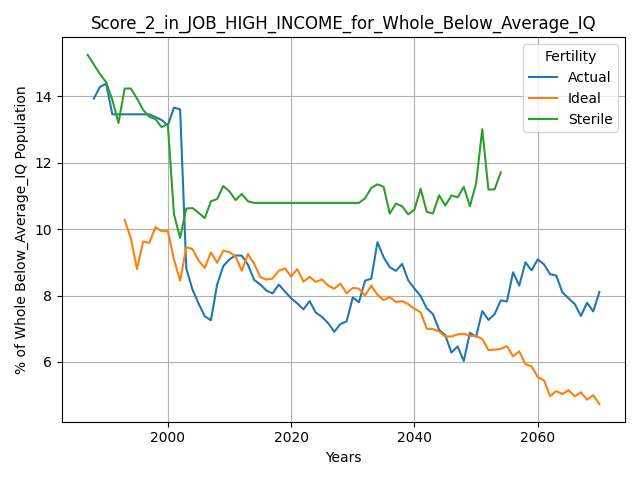 Score_2_in_JOB_HIGH_INCOME_for_Whole_Below_Average_IQ
% of Whole Below_Average_IQ Population
14
12
10
8
6
Fertility
Actual
Ideal
Sterile
2000 2020 2040 2060
Years